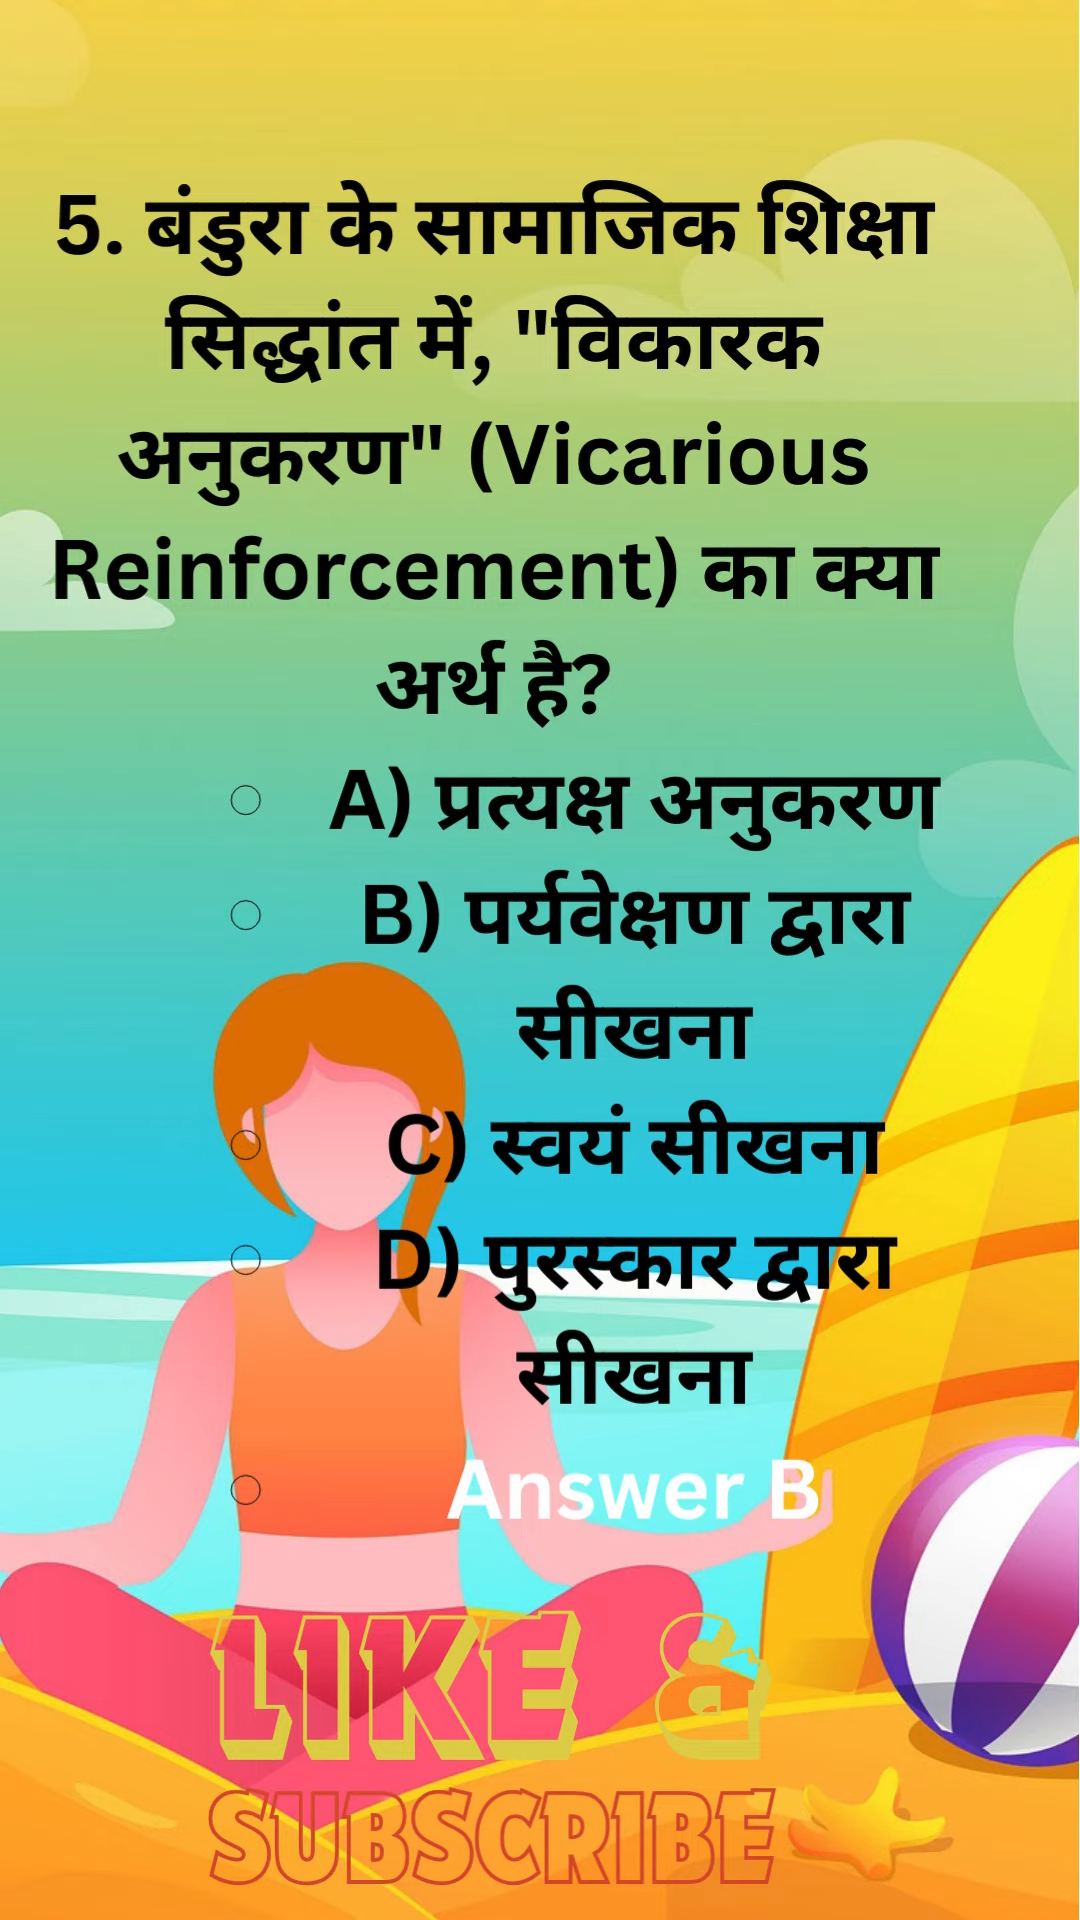 5. बंडुरा के सामाजिक शिक्षा
सिद्धांत में, "विकारक
अनुकरण" (Vicarious
Reinforcement) का क्या
अर्थ है?
A) प्रत्यक्ष अनुकरण
B) पर्यवेक्षण द्वारा
सीखना
C) स्वयं सीखना
D) पुरस्कार द्वारा
सीखना
Answer B
LIKE &
SUBSCRIBE